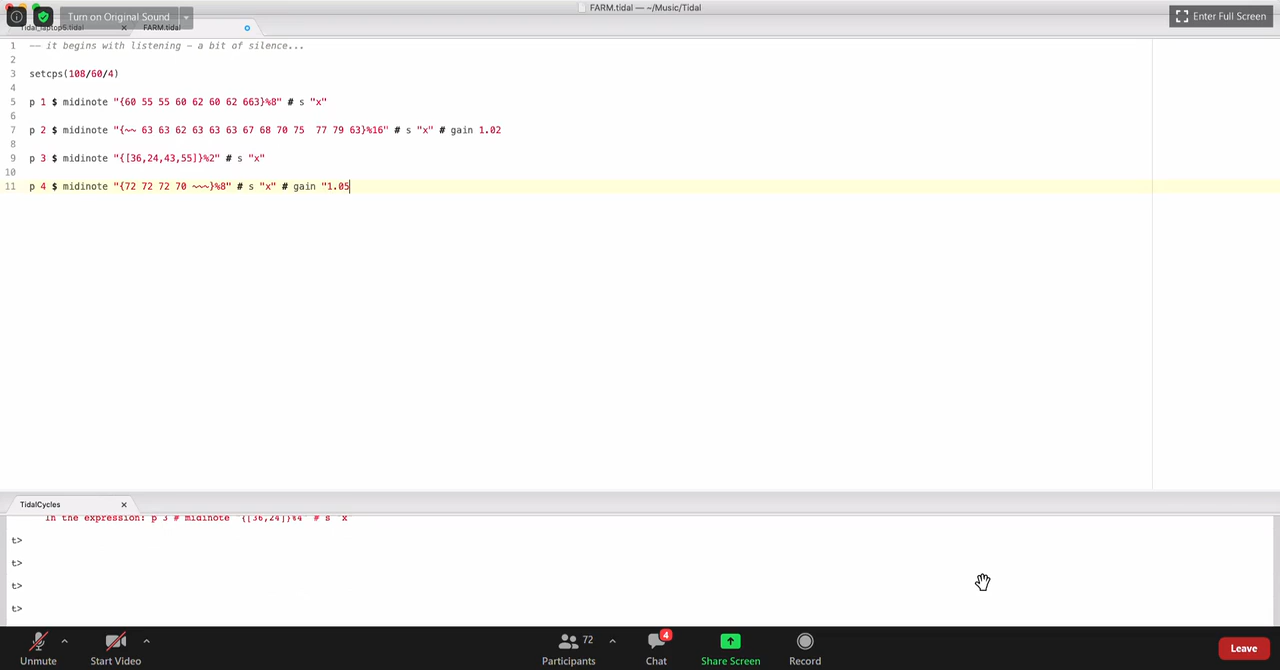 Turn on Original Sound
FARM.tidal — ~/Music/Tidal
Enter Full Screen
Tidal_laptop5.tidal
FARM.tidal
1 -- it begins with listening - a bit of silence...
2
3 setcps(108/60/4)
4
5 p 1 $ midinote "{60 55 55 60 62 60 62 663}%8" # s "x"
6
7 p 2 $ midinote "{~~ 63 63 62 63 63 63 67 68 70 75  77 79 63}%16" # s "x" # gain 1.02
8
9 p 3 $ midinote "{[36,24,43,55]}%2" # s "x"
10
11 p 4 $ midinote "{72 72 72 70 ~~~}%8" # s "x" # gain "1.05
TidalCycles
In the expression: p 3 # midinote "{[36,24]}%4" # s "x"
t>
t>
t>
t>
Unmute
Start Video
72
Participants
4
Chat
Share Screen
Record
Leave